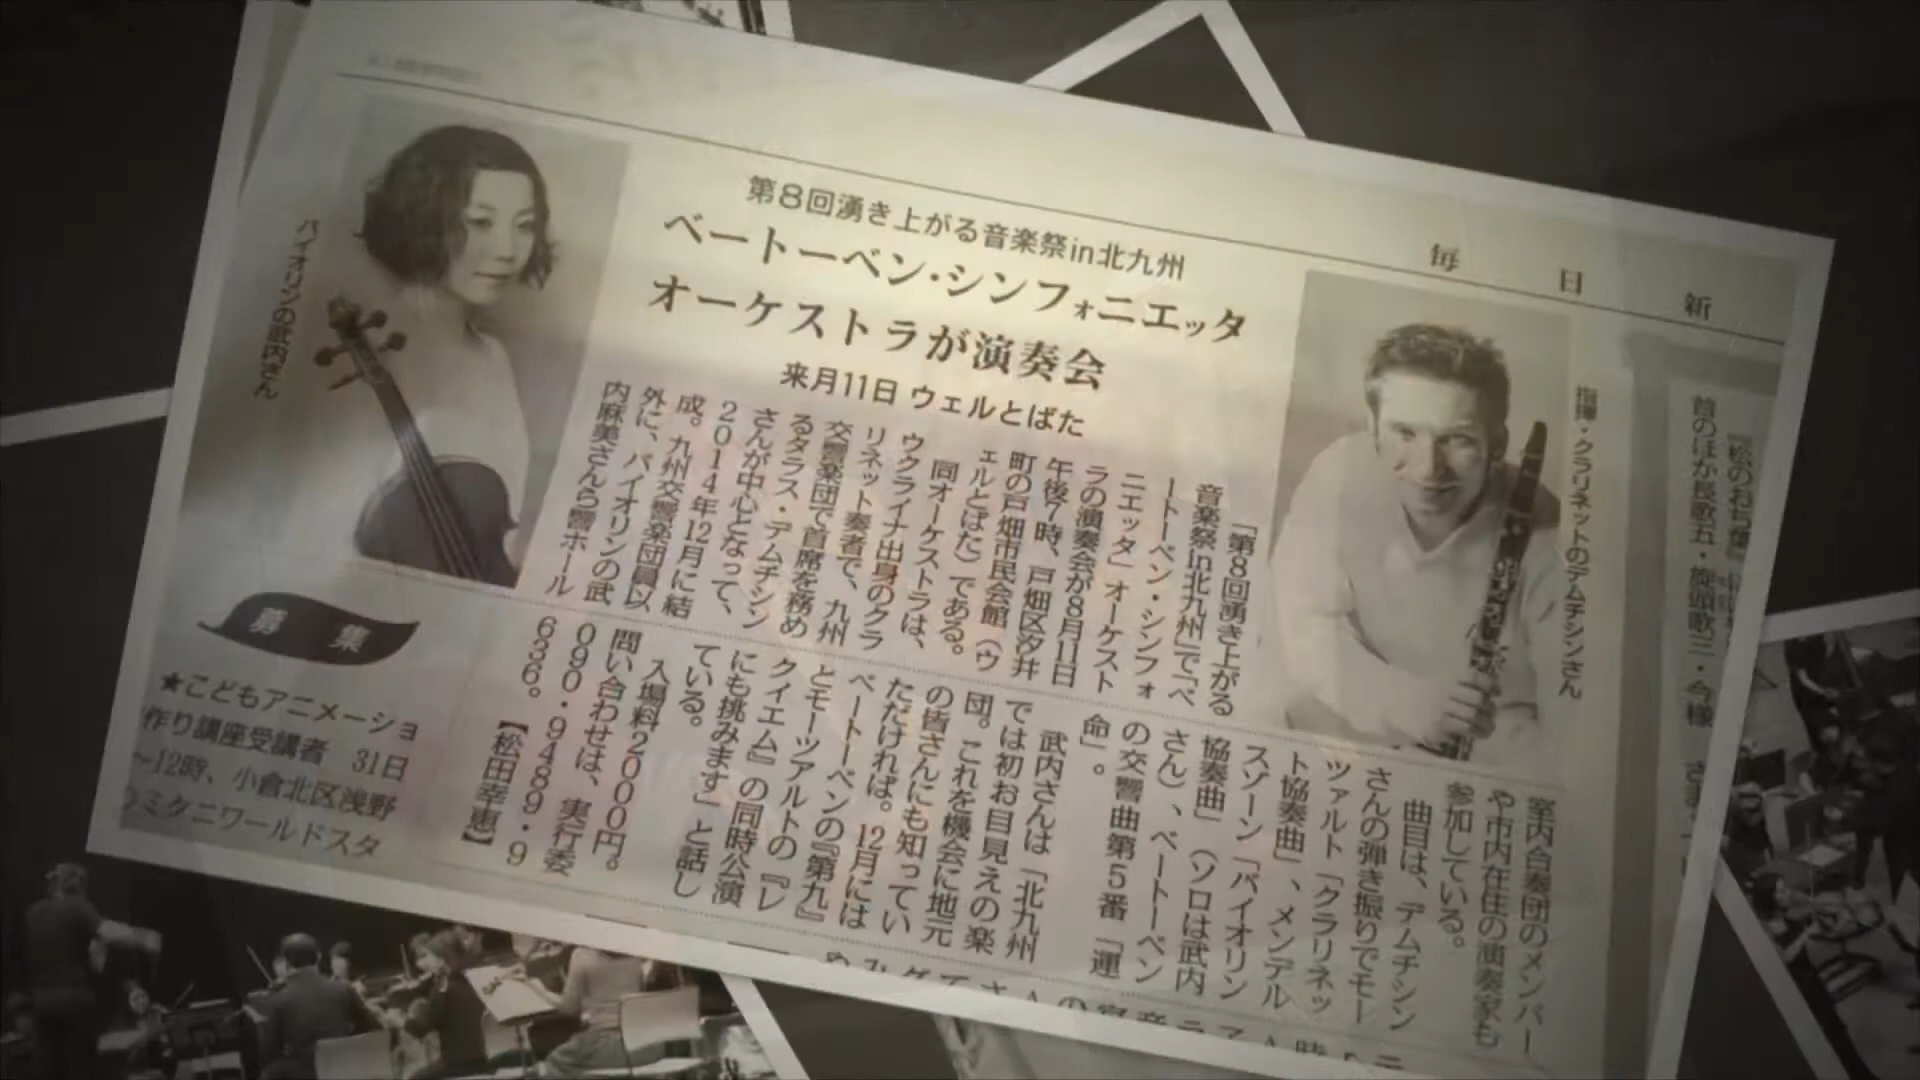 毎日新
第8回湧き上がる音楽祭in北九州
ベートーベン・シンフォニエッタ
オーケストラが演奏会
来月11日 ウェルとばた
バイオリンの武内さん
指揮・クラリネットのデムチシンさん
「第8回湧き上がる
音楽祭in北九州」で「ベ
ートーベン・シンフォ
ニエッタ」オーケスト
ラの演奏会が8月11日
午後7時、戸畑区汐井
町の戸畑市民会館（ウ
ェルとばた）である。
同オーケストラは、
ウクライナ出身のクラ
リネット奏者で、九州
交響楽団で首席を務め
るタラス・デムチシン
さんが中心となって、
2014年12月に結
成。九州交響楽団員以
外に、バイオリンの武
内麻美さんら響ホール
室内合奏団のメンバー
や市内在住の演奏家も
参加している。
曲目は、デムチシン
さんの弾き振りでモー
ツァルト「クラリネッ
ト協奏曲」、メンデル
スゾーン「バイオリン
協奏曲」（ソロは武内
さん）、ベートーベン
の交響曲第5番「運
命」。
武内さんは「北九州
では初お目見えの楽
団。これを機会に地元
の皆さんにも知ってい
ただければ。12月には
ベートーベンの『第九』
とモーツアルトの『レ
クイエム』の同時公演
にも挑みます」と話し
ている。
入場料2000円。
問い合わせは、実行委
090・9489・9
636。
【松田幸恵】
募集
★こどもアニメーショ
作り講座受講者 31日
〜12時、小倉北区浅野
ミクニワールドスタ
『松のおち葉』
首のほか長歌五・旋頭歌三・今様